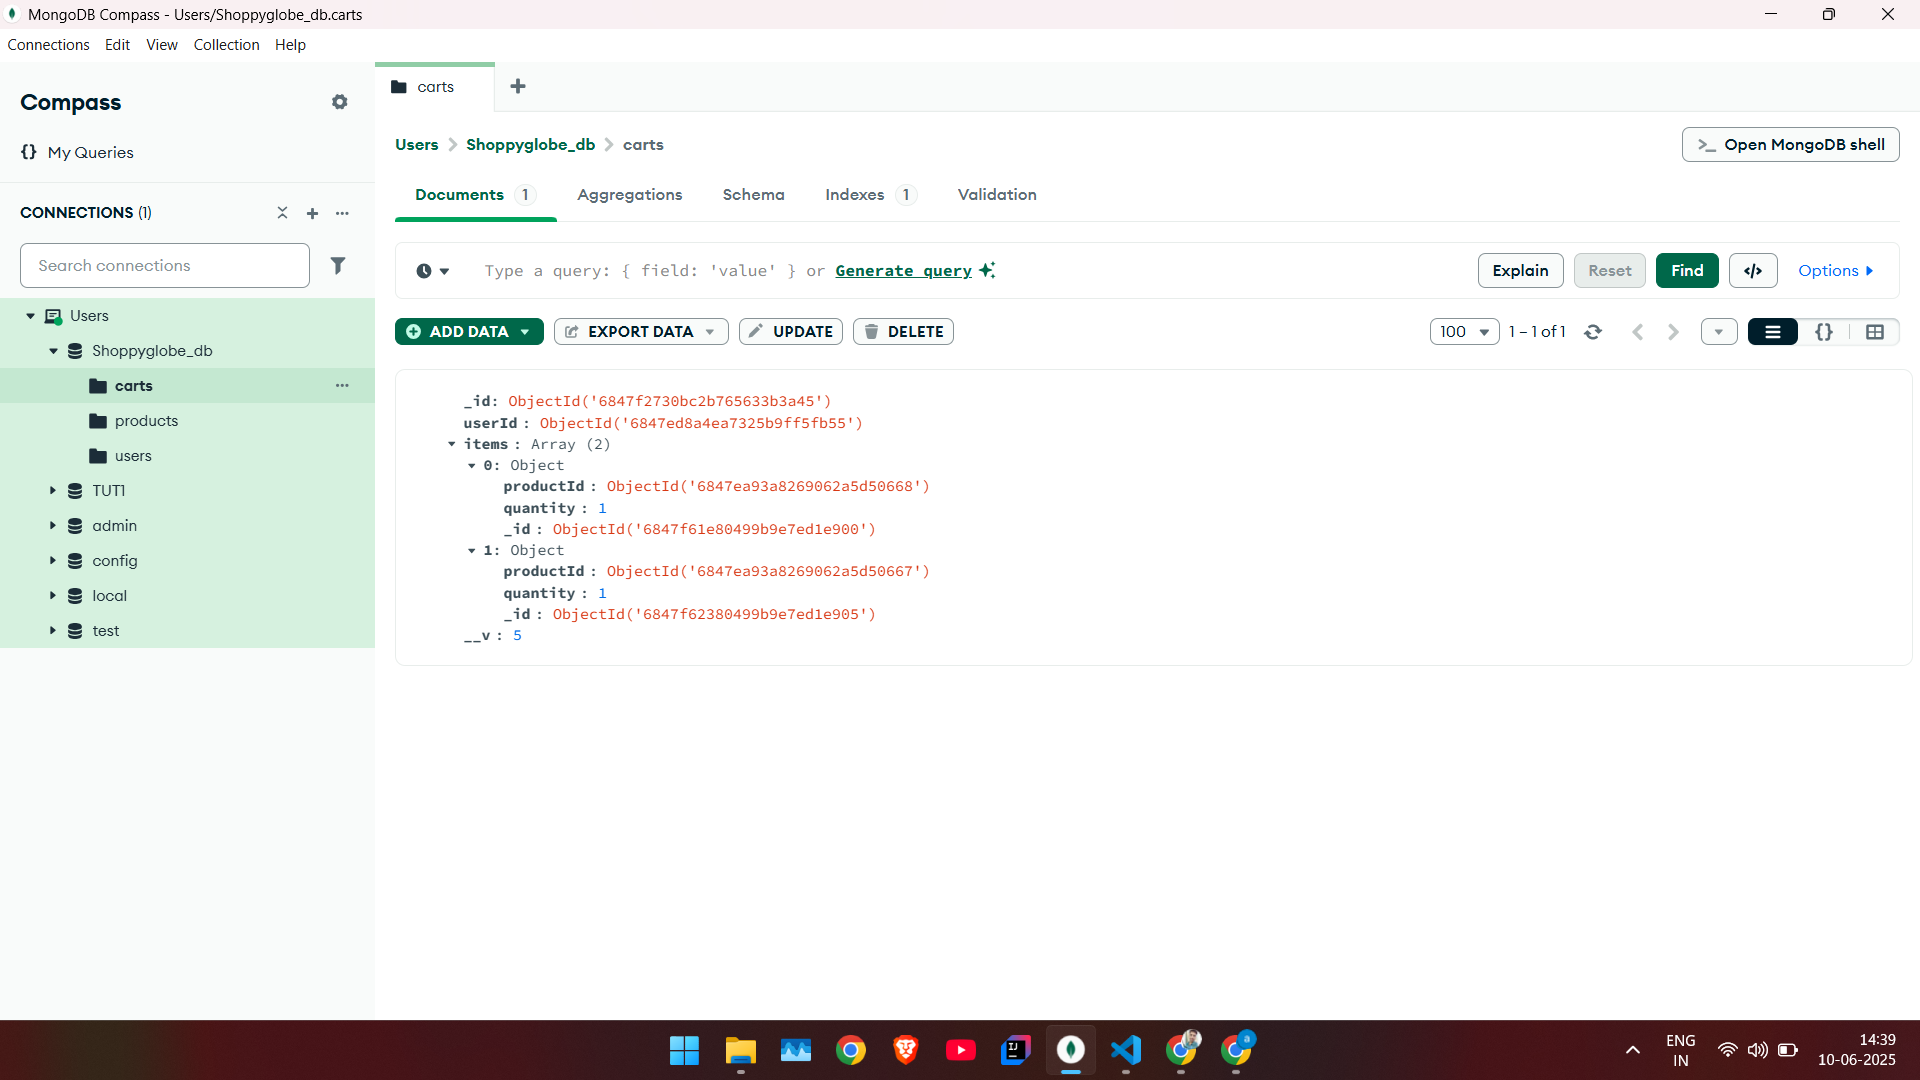 MongoDB Compass - Users/Shoppyglobe_db.carts
Connections Edit View Collection Help
Compass
{} My Queries
CONNECTIONS (1)
Search connections
Users
Shoppyglobe_db
carts
products
users
TUT1
admin
config
local
test
carts
Users > Shoppyglobe_db > carts
>_ Open MongoDB shell
Documents 1 Aggregations Schema Indexes 1 Validation
Type a query: { field: 'value' } or Generate query
Explain Reset Find </> Options
ADD DATA EXPORT DATA UPDATE DELETE
100 1 – 1 of 1 {}
_id: ObjectId('6847f2730bc2b765633b3a45')
userId : ObjectId('6847ed8a4ea7325b9ff5fb55')
items : Array (2)
0: Object
productId : ObjectId('6847ea93a8269062a5d50668')
quantity : 1
_id : ObjectId('6847f61e80499b9e7ed1e900')
1: Object
productId : ObjectId('6847ea93a8269062a5d50667')
quantity : 1
_id : ObjectId('6847f62380499b9e7ed1e905')
__v : 5
IJ
a
ENG
IN
14:39
10-06-2025